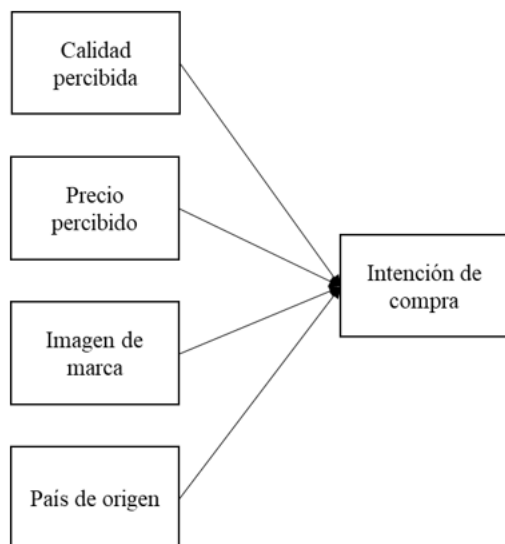 Calidad
percibida
Precio
percibido
Imagen de
marca
País de origen
Intención de
compra